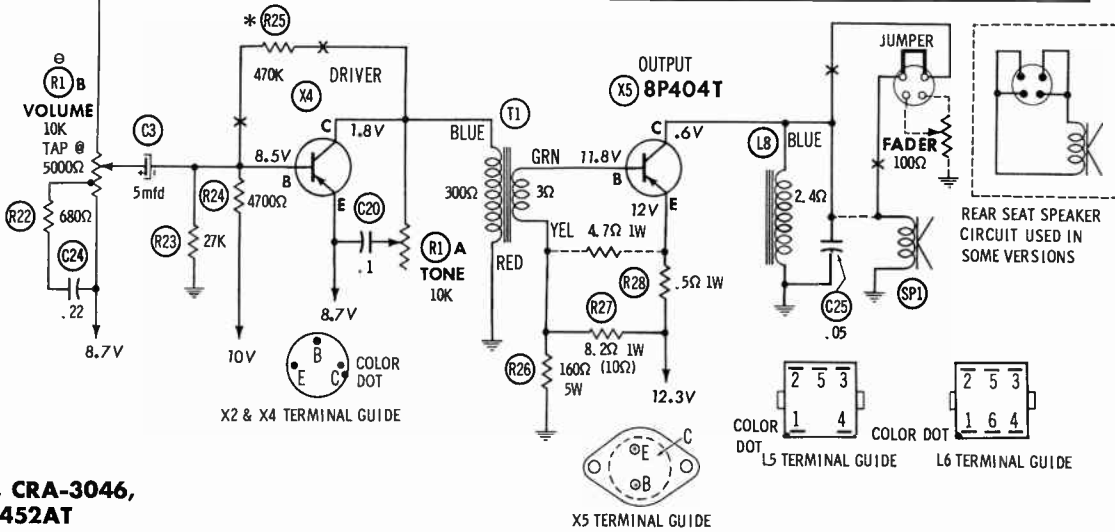 * R25
470K
DRIVER
X4
⊖
R1 B
VOLUME
10K
TAP @
5000Ω
C3
5mfd
R22
680Ω
C24
.22
8.7V
R23
27K
R24
4700Ω
10V
8.5V
B
C
1.8V
E
C20
.1
8.7V
R1 A
TONE
10K
B
E
C
COLOR
DOT
X2 & X4 TERMINAL GUIDE
T1
BLUE
300Ω
RED
GRN
3Ω
YEL
OUTPUT
X5 8P404T
C
.6V
11.8V
B
12V
E
4.7Ω 1W
R28
.5Ω 1W
R27
8.2Ω 1W
(10Ω)
R26
160Ω
5W
12.3V
E
C
B
X5 TERMINAL GUIDE
L8
BLUE
2.4Ω
C25
.05
JUMPER
FADER
100Ω
SP1
REAR SEAT SPEAKER
CIRCUIT USED IN
SOME VERSIONS
2 5 3
1 4
COLOR
DOT
L5 TERMINAL GUIDE
2 5 3
1 6 4
COLOR DOT
L6 TERMINAL GUIDE
CRA-3046,
452AT